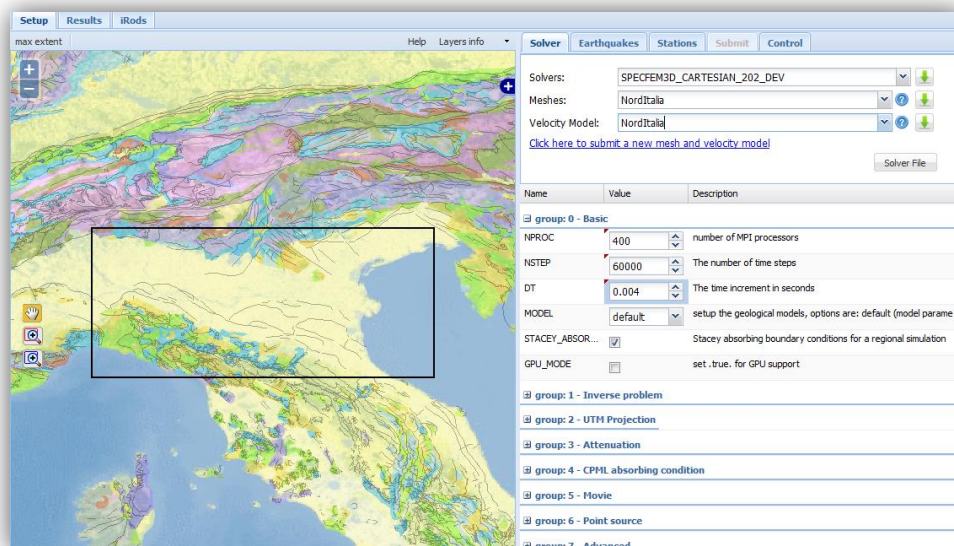 Setup Results iRods
max extent Help Layers info
Solver Earthquakes Stations Submit Control
Solvers: SPECFEM3D_CARTESIAN_202_DEV
Meshes: NordItalia
Velocity Model: NordItalia
Click here to submit a new mesh and velocity model
Solver File
Name Value Description
group: 0 - Basic
NPROC 400 number of MPI processors
NSTEP 60000 The number of time steps
DT 0.004 The time increment in seconds
MODEL default setup the geological models, options are: default (model parame
STACEY_ABSOR... Stacey absorbing boundary conditions for a regional simulation
GPU_MODE set .true. for GPU support
group: 1 - Inverse problem
group: 2 - UTM Projection
group: 3 - Attenuation
group: 4 - CPML absorbing condition
group: 5 - Movie
group: 6 - Point source
group: 7 - Advanced